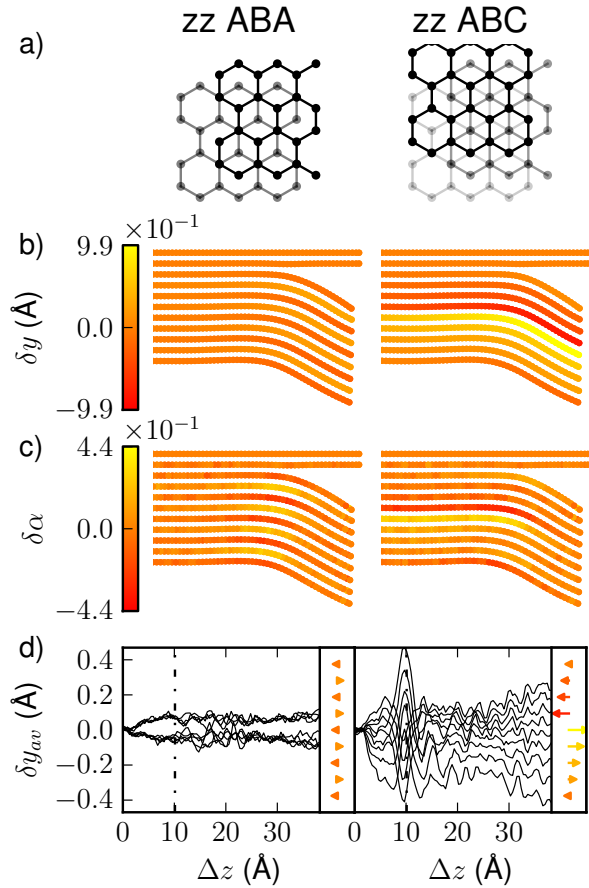 zz ABA zz ABC
a)
b) ×10⁻¹
9.9
0.0
−9.9
δy (Å)
c) ×10⁻¹
4.4
0.0
−4.4
δα
d)
0.4
0.2
0.0
−0.2
−0.4
δy_av (Å)
0 10 20 30 0 10 20 30
Δz (Å) Δz (Å)